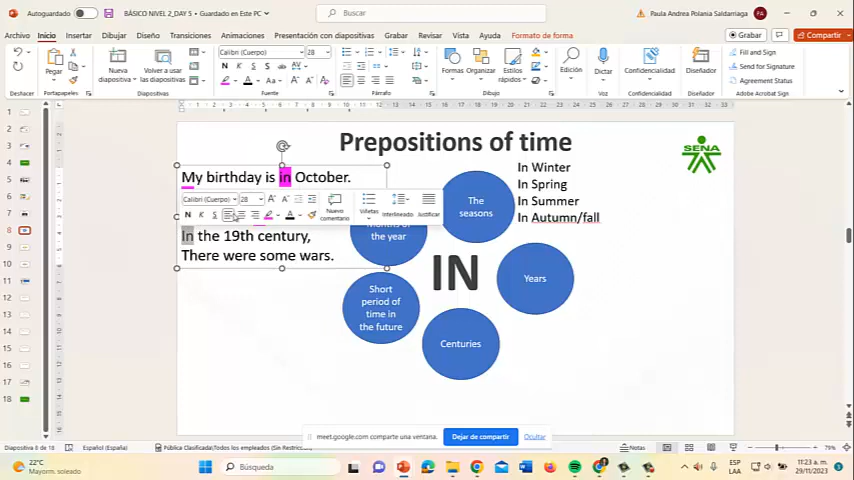 Autoguardado
BÁSICO NIVEL 2_DAY 5 • Guardado en Este PC
Buscar
Paula Andrea Polania Saldarriaga
PA
Archivo
Inicio
Insertar
Dibujar
Diseño
Transiciones
Animaciones
Presentación con diapositivas
Grabar
Revisar
Vista
Ayuda
Formato de forma
Grabar
Compartir
Pegar
Nueva diapositiva
Volver a usar diapositivas
Calibri (Cuerpo)
28
Formas
Organizar
Estilos rápidos
Edición
Dictar
Confidencialidad
Diseñador
Fill and Sign
Send for Signature
Agreement Status
Deshacer
Portapapeles
Diapositivas
Fuente
Párrafo
Dibujo
Voz
Confidencialidad
Diseñador
Adobe Acrobat Sign
Prepositions of time
SENA
My birthday is in October.
Calibri (Cuerpo)
28
N K S
Nuevo comentario
Viñetas
Interlineado
Justificar
In the 19th century,
There were some wars.
The seasons
In Winter
In Spring
In Summer
In Autumn/fall
Months of the year
IN
Years
Short period of time in the future
Centuries
meet.google.com comparte una ventana.
Dejar de compartir
Ocultar
Diapositiva 8 de 18
Español (España)
Pública Clasificada\Todos los empleados (Sin Restricc...
Notas
79%
22°C
Mayorm. soleado
Búsqueda
ESP
LAA
11:23 a. m.
29/11/2023